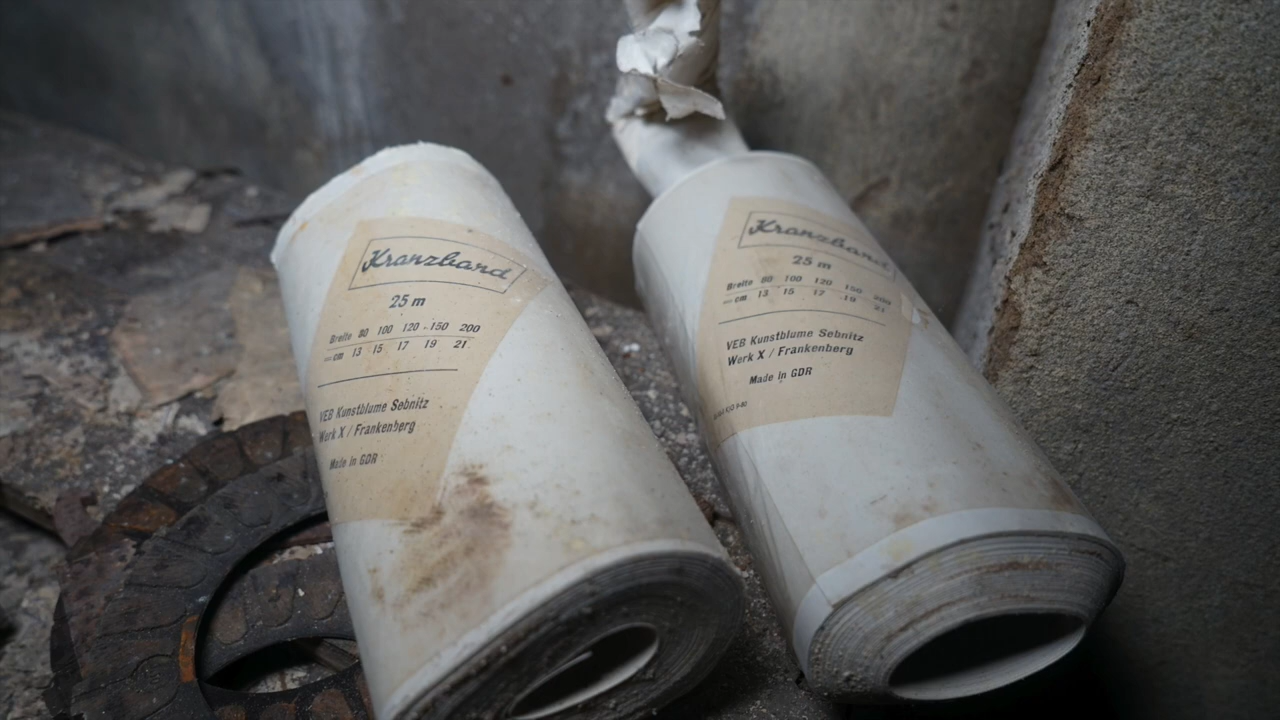 Kranzband
25 m
Breite 80 100 120 150 200
cm 13 15 17 19 21
VEB Kunstblume Sebnitz
Werk X / Frankenberg
Made in GDR
Kranzband
25 m
Breite 80 100 120 150 200
cm 13 15 17 19 21
VEB Kunstblume Sebnitz
Werk X / Frankenberg
Made in GDR